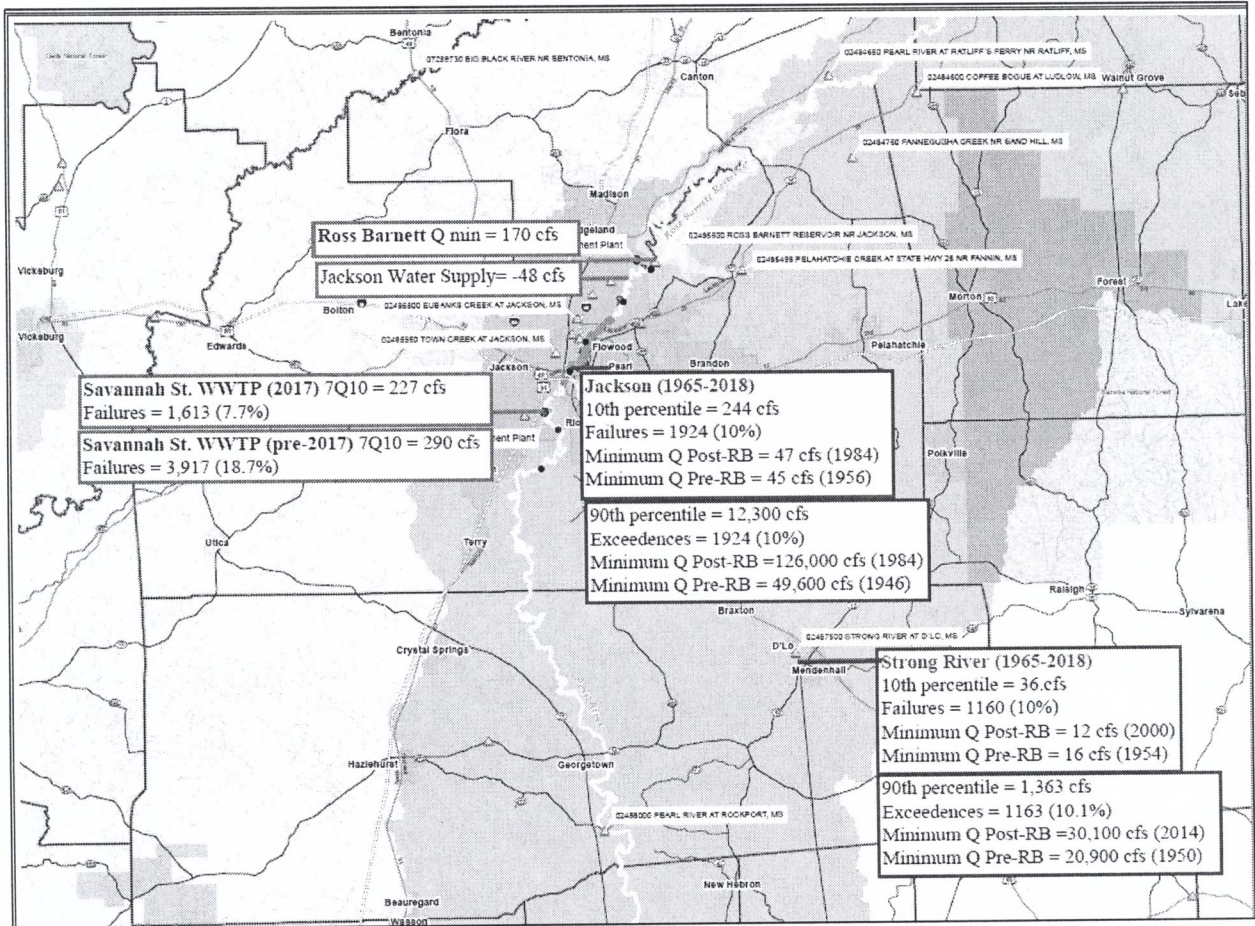 Bentonia
07289730 BIG BLACK RIVER NR BENTONIA, MS
02484650 PEARL RIVER AT RATLIFF'S FERRY NR RATLIFF, MS
Canton
02484600 COFFEE BOGUE AT LUDLOW, MS
Walnut Grove
Flora
02484760 FANNEGUSHA CREEK NR SAND HILL, MS
Madison
Ross Barnett Reservoir
Ross Barnett Q min = 170 cfs
dgeland
ment Plant
02485600 ROSS BARNETT RESERVOIR NR JACKSON, MS
Jackson Water Supply= -48 cfs
02485498 PELAHATCHIE CREEK AT STATE HWY 25 NR FANNIN, MS
Vicksburg
Vicksburg
Edwards
Bolton
02485800 EUBANKS CREEK AT JACKSON, MS
02485950 TOWN CREEK AT JACKSON, MS
Flowood
Morton
Forest
Lake
Pelahatchie
Jackson
Pearl
Brandon
Savannah St. WWTP (2017) 7Q10 = 227 cfs
Failures = 1,613 (7.7%)
Savannah St. WWTP (pre-2017) 7Q10 = 290 cfs
Failures = 3,917 (18.7%)
ment Plant
Jackson (1965-2018)
10th percentile = 244 cfs
Failures = 1924 (10%)
Minimum Q Post-RB = 47 cfs (1984)
Minimum Q Pre-RB = 45 cfs (1956)
90th percentile = 12,300 cfs
Exceedences = 1924 (10%)
Minimum Q Post-RB =126,000 cfs (1984)
Minimum Q Pre-RB = 49,600 cfs (1946)
Polkville
Utica
Terry
Raleigh
Sylvarena
Braxton
02487500 STRONG RIVER AT D'LO, MS
D'Lo
Mendenhall
Crystal Springs
Strong River (1965-2018)
10th percentile = 36.cfs
Failures = 1160 (10%)
Minimum Q Post-RB = 12 cfs (2000)
Minimum Q Pre-RB = 16 cfs (1954)
90th percentile = 1,363 cfs
Exceedences = 1163 (10.1%)
Minimum Q Post-RB =30,100 cfs (2014)
Minimum Q Pre-RB = 20,900 cfs (1950)
Hazlehurst
Georgetown
02488000 PEARL RIVER AT ROCKPORT, MS
New Hebron
Beauregard
Wesson